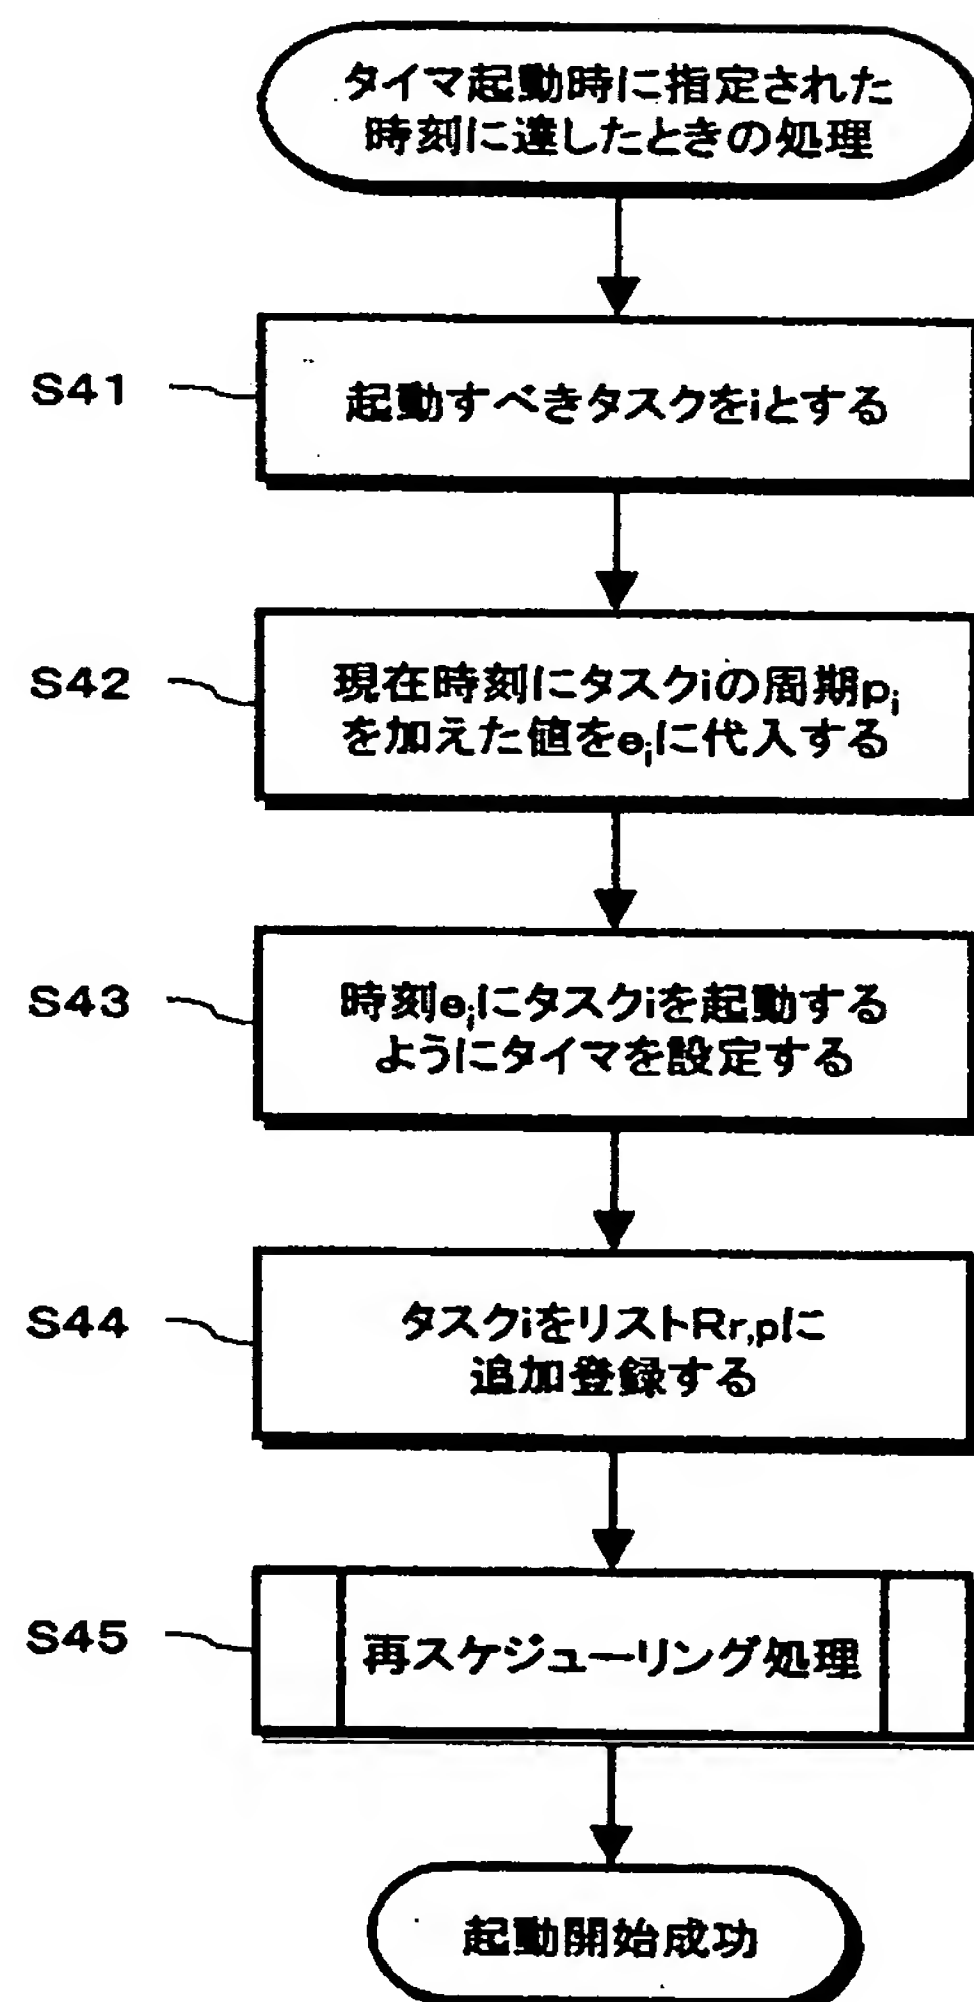 タイマ起動時に指定された
時刻に達したときの処理
S41
起動すべきタスクをiとする
S42
現在時刻にタスクiの周期pi
を加えた値をeiに代入する
S43
時刻eiにタスクiを起動する
ようにタイマを設定する
S44
タスクiをリストRr,pに
追加登録する
S45
再スケジューリング処理
起動開始成功